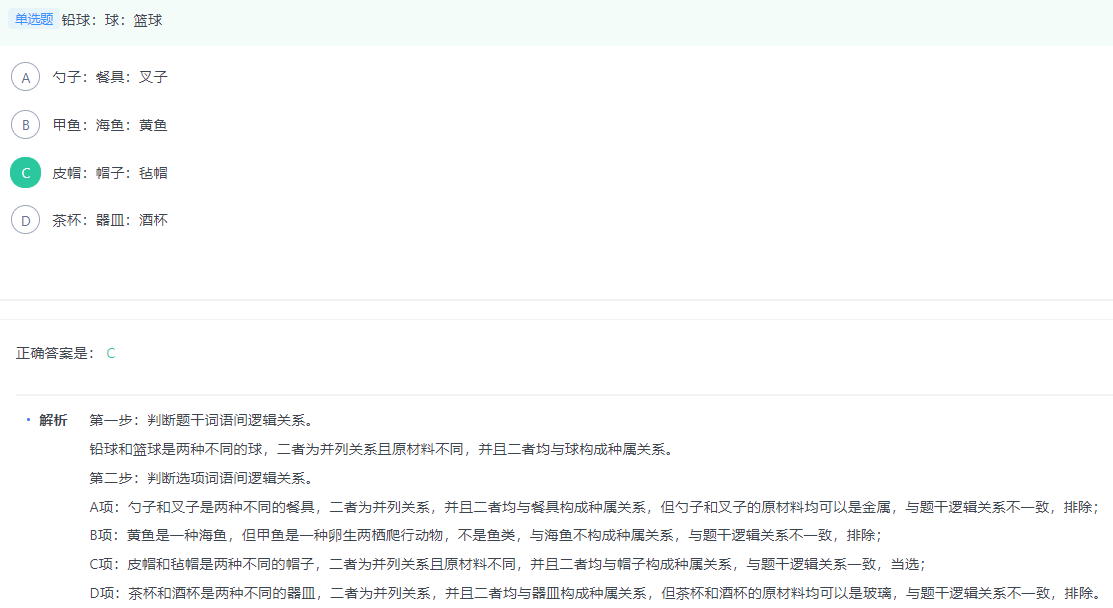 单选题 铅球：球：篮球
A 勺子：餐具：叉子
B 甲鱼：海鱼：黄鱼
C 皮帽：帽子：毡帽
D 茶杯：器皿：酒杯
正确答案是： C
· 解析 第一步：判断题干词语间逻辑关系。
铅球和篮球是两种不同的球，二者为并列关系且原材料不同，并且二者均与球构成种属关系。
第二步：判断选项词语间逻辑关系。
A项：勺子和叉子是两种不同的餐具，二者为并列关系，并且二者均与餐具构成种属关系，但勺子和叉子的原材料均可以是金属，与题干逻辑关系不一致，排除；
B项：黄鱼是一种海鱼，但甲鱼是一种卵生两栖爬行动物，不是鱼类，与海鱼不构成种属关系，与题干逻辑关系不一致，排除；
C项：皮帽和毡帽是两种不同的帽子，二者为并列关系且原材料不同，并且二者均与帽子构成种属关系，与题干逻辑关系一致，当选；
D项：茶杯和酒杯是两种不同的器皿，二者为并列关系，并且二者均与器皿构成种属关系，但茶杯和酒杯的原材料均可以是玻璃，与题干逻辑关系不一致，排除。